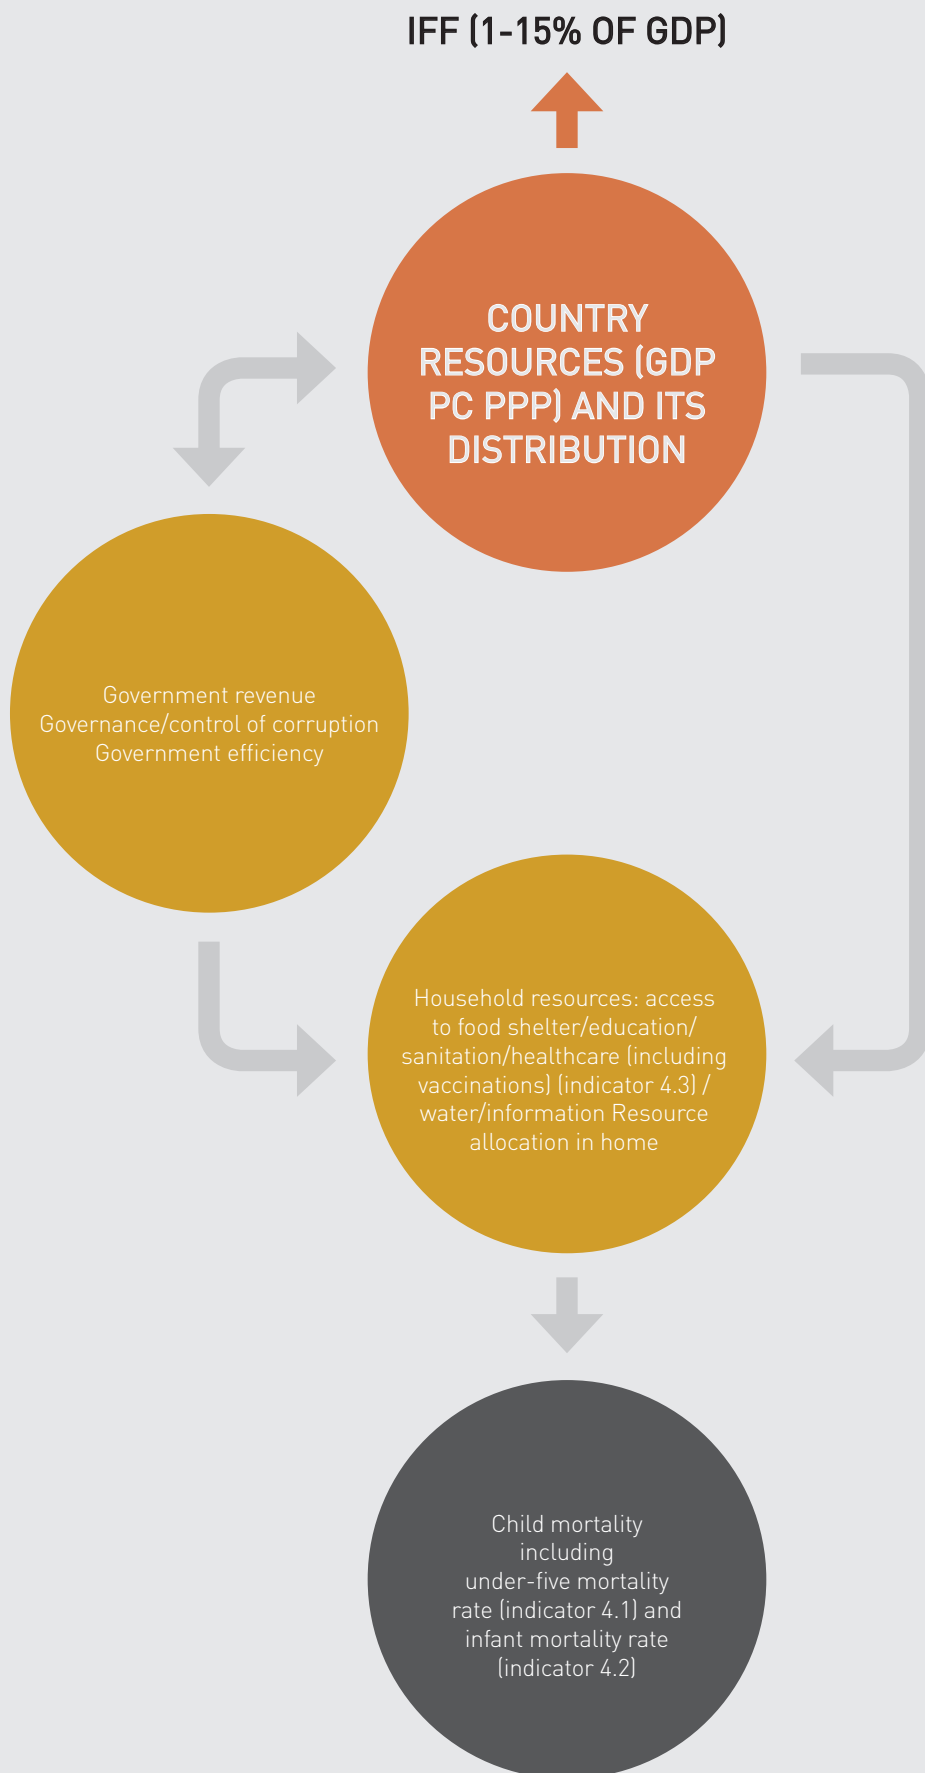 IFF (1-15% OF GDP)
COUNTRY
RESOURCES (GDP
PC PPP) AND ITS
DISTRIBUTION
Government revenue
Governance/control of corruption
Government efficiency
Household resources: access
to food shelter/education/
sanitation/healthcare (including
vaccinations) (indicator 4.3) /
water/information Resource
allocation in home
Child mortality
including
under-five mortality
rate (indicator 4.1) and
infant mortality rate
(indicator 4.2)